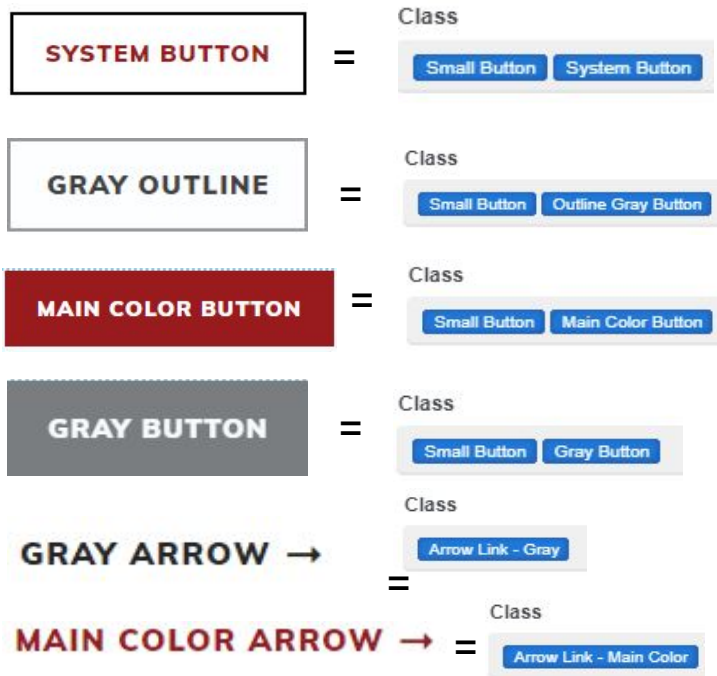 Class
SYSTEM BUTTON = Small Button System Button
Class
GRAY OUTLINE = Small Button Outline Gray Button
Class
MAIN COLOR BUTTON = Small Button Main Color Button
Class
GRAY BUTTON = Small Button Gray Button
Class
GRAY ARROW → = Arrow Link - Gray
Class
MAIN COLOR ARROW → = Arrow Link - Main Color